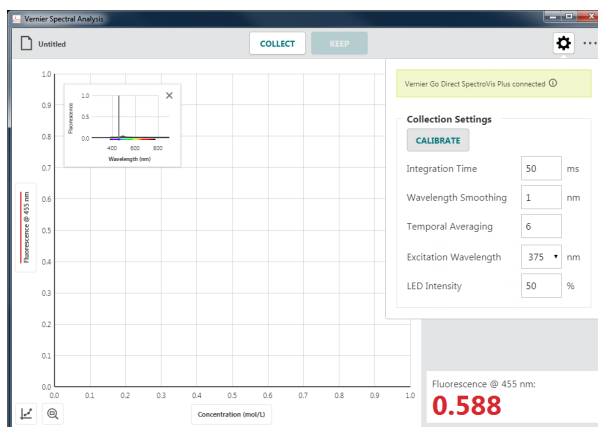 Vernier Spectral Analysis
Untitled
COLLECT
KEEP
Vernier Go Direct SpectroVis Plus connected
Collection Settings
CALIBRATE
Integration Time 50 ms
Wavelength Smoothing 1 nm
Temporal Averaging 6
Excitation Wavelength 375 nm
LED Intensity 50 %
Fluorescence
1.0
0.5
0.0
400 600 800
Wavelength (nm)
Fluorescence @ 455 nm
1.0
0.9
0.8
0.7
0.6
0.5
0.4
0.3
0.2
0.1
0.0
0.0 0.1 0.2 0.3 0.4 0.5 0.6 0.7 0.8 0.9 1.0
Concentration (mol/L)
Fluorescence @ 455 nm:
0.588